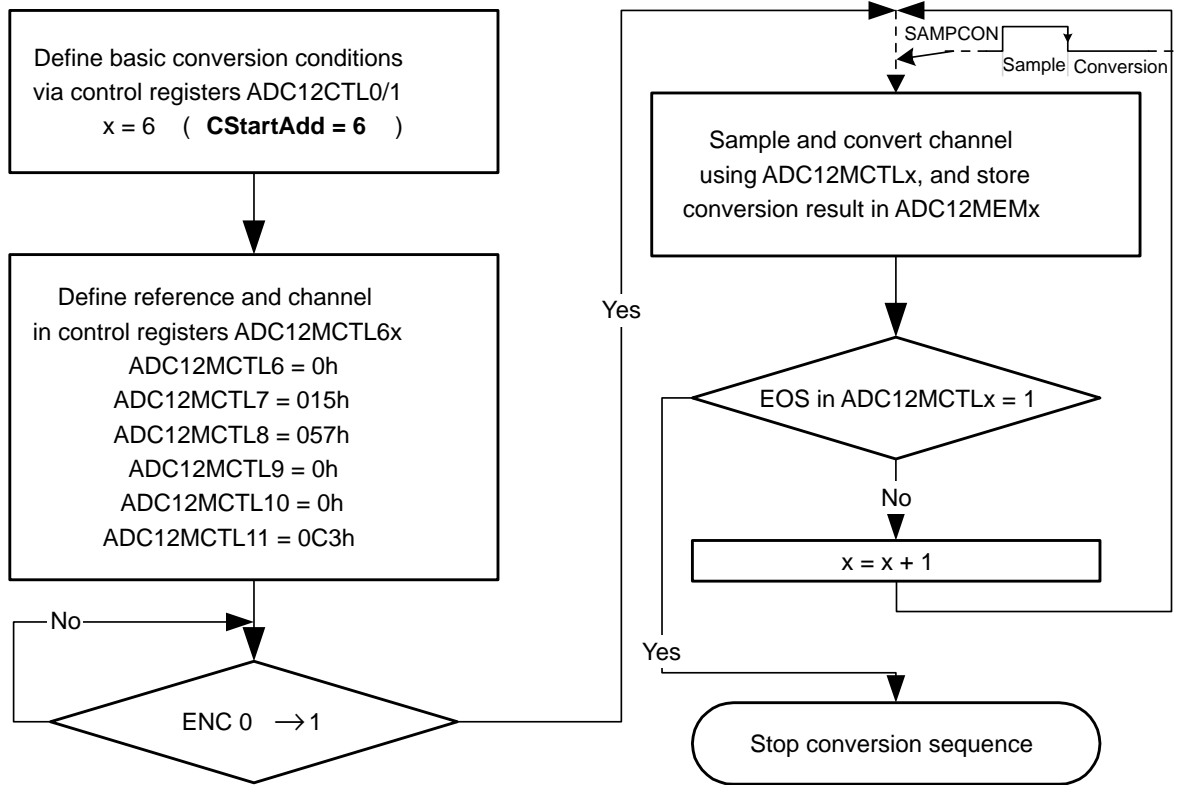 Define basic conversion conditions
via control registers ADC12CTL0/1
x = 6 ( CStartAdd = 6 )
Define reference and channel
in control registers ADC12MCTL6x
ADC12MCTL6 = 0h
ADC12MCTL7 = 015h
ADC12MCTL8 = 057h
ADC12MCTL9 = 0h
ADC12MCTL10 = 0h
ADC12MCTL11 = 0C3h
No
ENC 0 → 1
Yes
SAMPCON
Sample
Conversion
Sample and convert channel
using ADC12MCTLx, and store
conversion result in ADC12MEMx
EOS in ADC12MCTLx = 1
No
x = x + 1
Yes
Stop conversion sequence